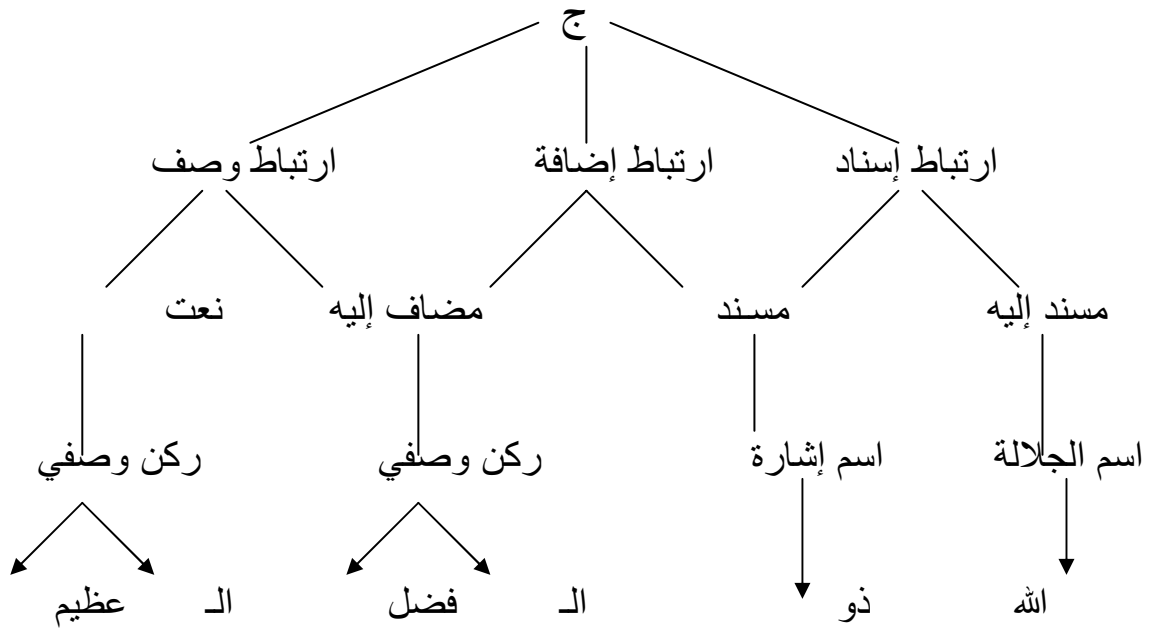 ج
ارتباط إسناد ارتباط إضافة ارتباط وصف
مسند إليه مسند مضاف إليه نعت
اسم الجلالة اسم إشارة ركن وصفي ركن وصفي
الله ذو الـ فضل الـ عظيم